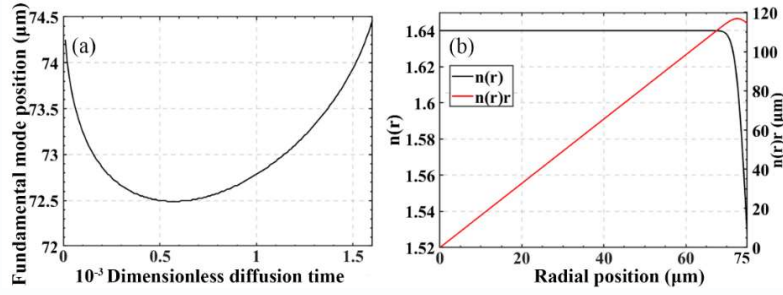 (a)
Fundamental mode position (μm)
74.5
74
73.5
73
72.5
72
0 0.5 1 1.5
10-3 Dimensionless diffusion time
(b)
n(r)
1.64
1.62
1.6
1.58
1.56
1.54
1.52
n(r)
n(r)r
120
100
80
60
40
20
0
n(r)r (μm)
0 20 40 60 75
Radial position (μm)